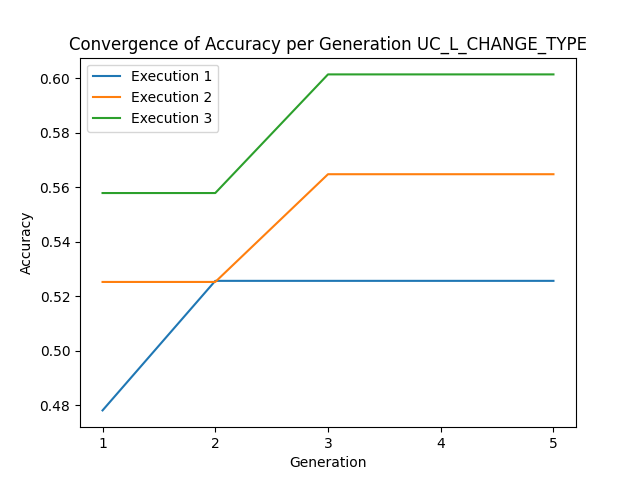 Convergence of Accuracy per Generation UC_L_CHANGE_TYPE
Execution 1
Execution 2
Execution 3
Accuracy
0.60
0.58
0.56
0.54
0.52
0.50
0.48
1 2 3 4 5
Generation